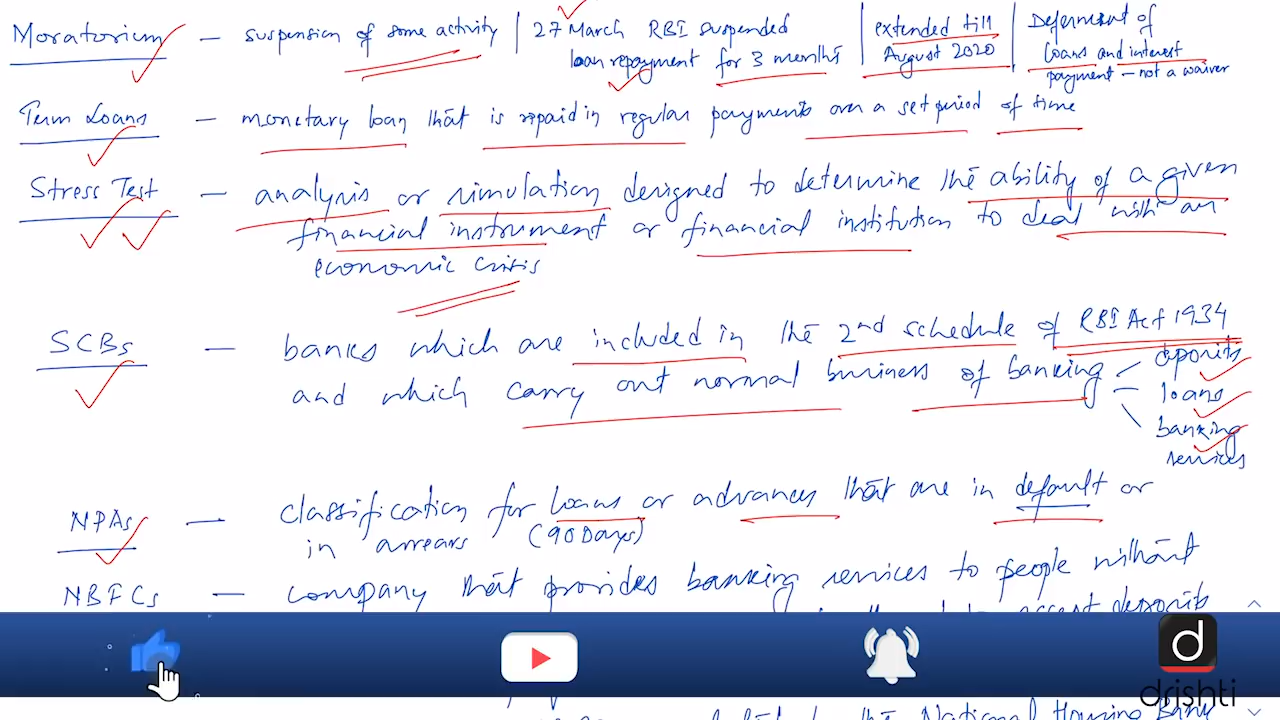 Moratorium — suspension of some activity | 27 March RBI suspended loan repayment for 3 months | extended till August 2020 | Deferment of loans and interest payment - not a waiver
Term Loans — monetary loan that is repaid in regular payments over a set period of time
Stress Test — analysis or simulation designed to determine the ability of a given
financial instrument or financial institution to deal with an
economic crisis
SCBs — banks which are included in the 2nd schedule of RBI Act 1934
and which carry out normal business of banking
deposits
loans
banking
services
NPAs — classification for loans or advances that are in default or
in arrears (90 Days)
NBFCs — company that provides banking services to people without
accept deposits
drishti
the National Housing Bank